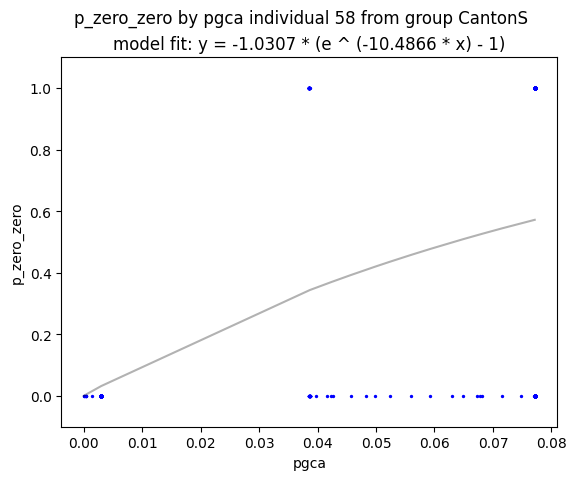 p_zero_zero by pgca individual 58 from group CantonS
model fit: y = -1.0307 * (e ^ (-10.4866 * x) - 1)
1.0
0.8
0.6
0.4
0.2
0.0
p_zero_zero
0.00 0.01 0.02 0.03 0.04 0.05 0.06 0.07 0.08
pgca